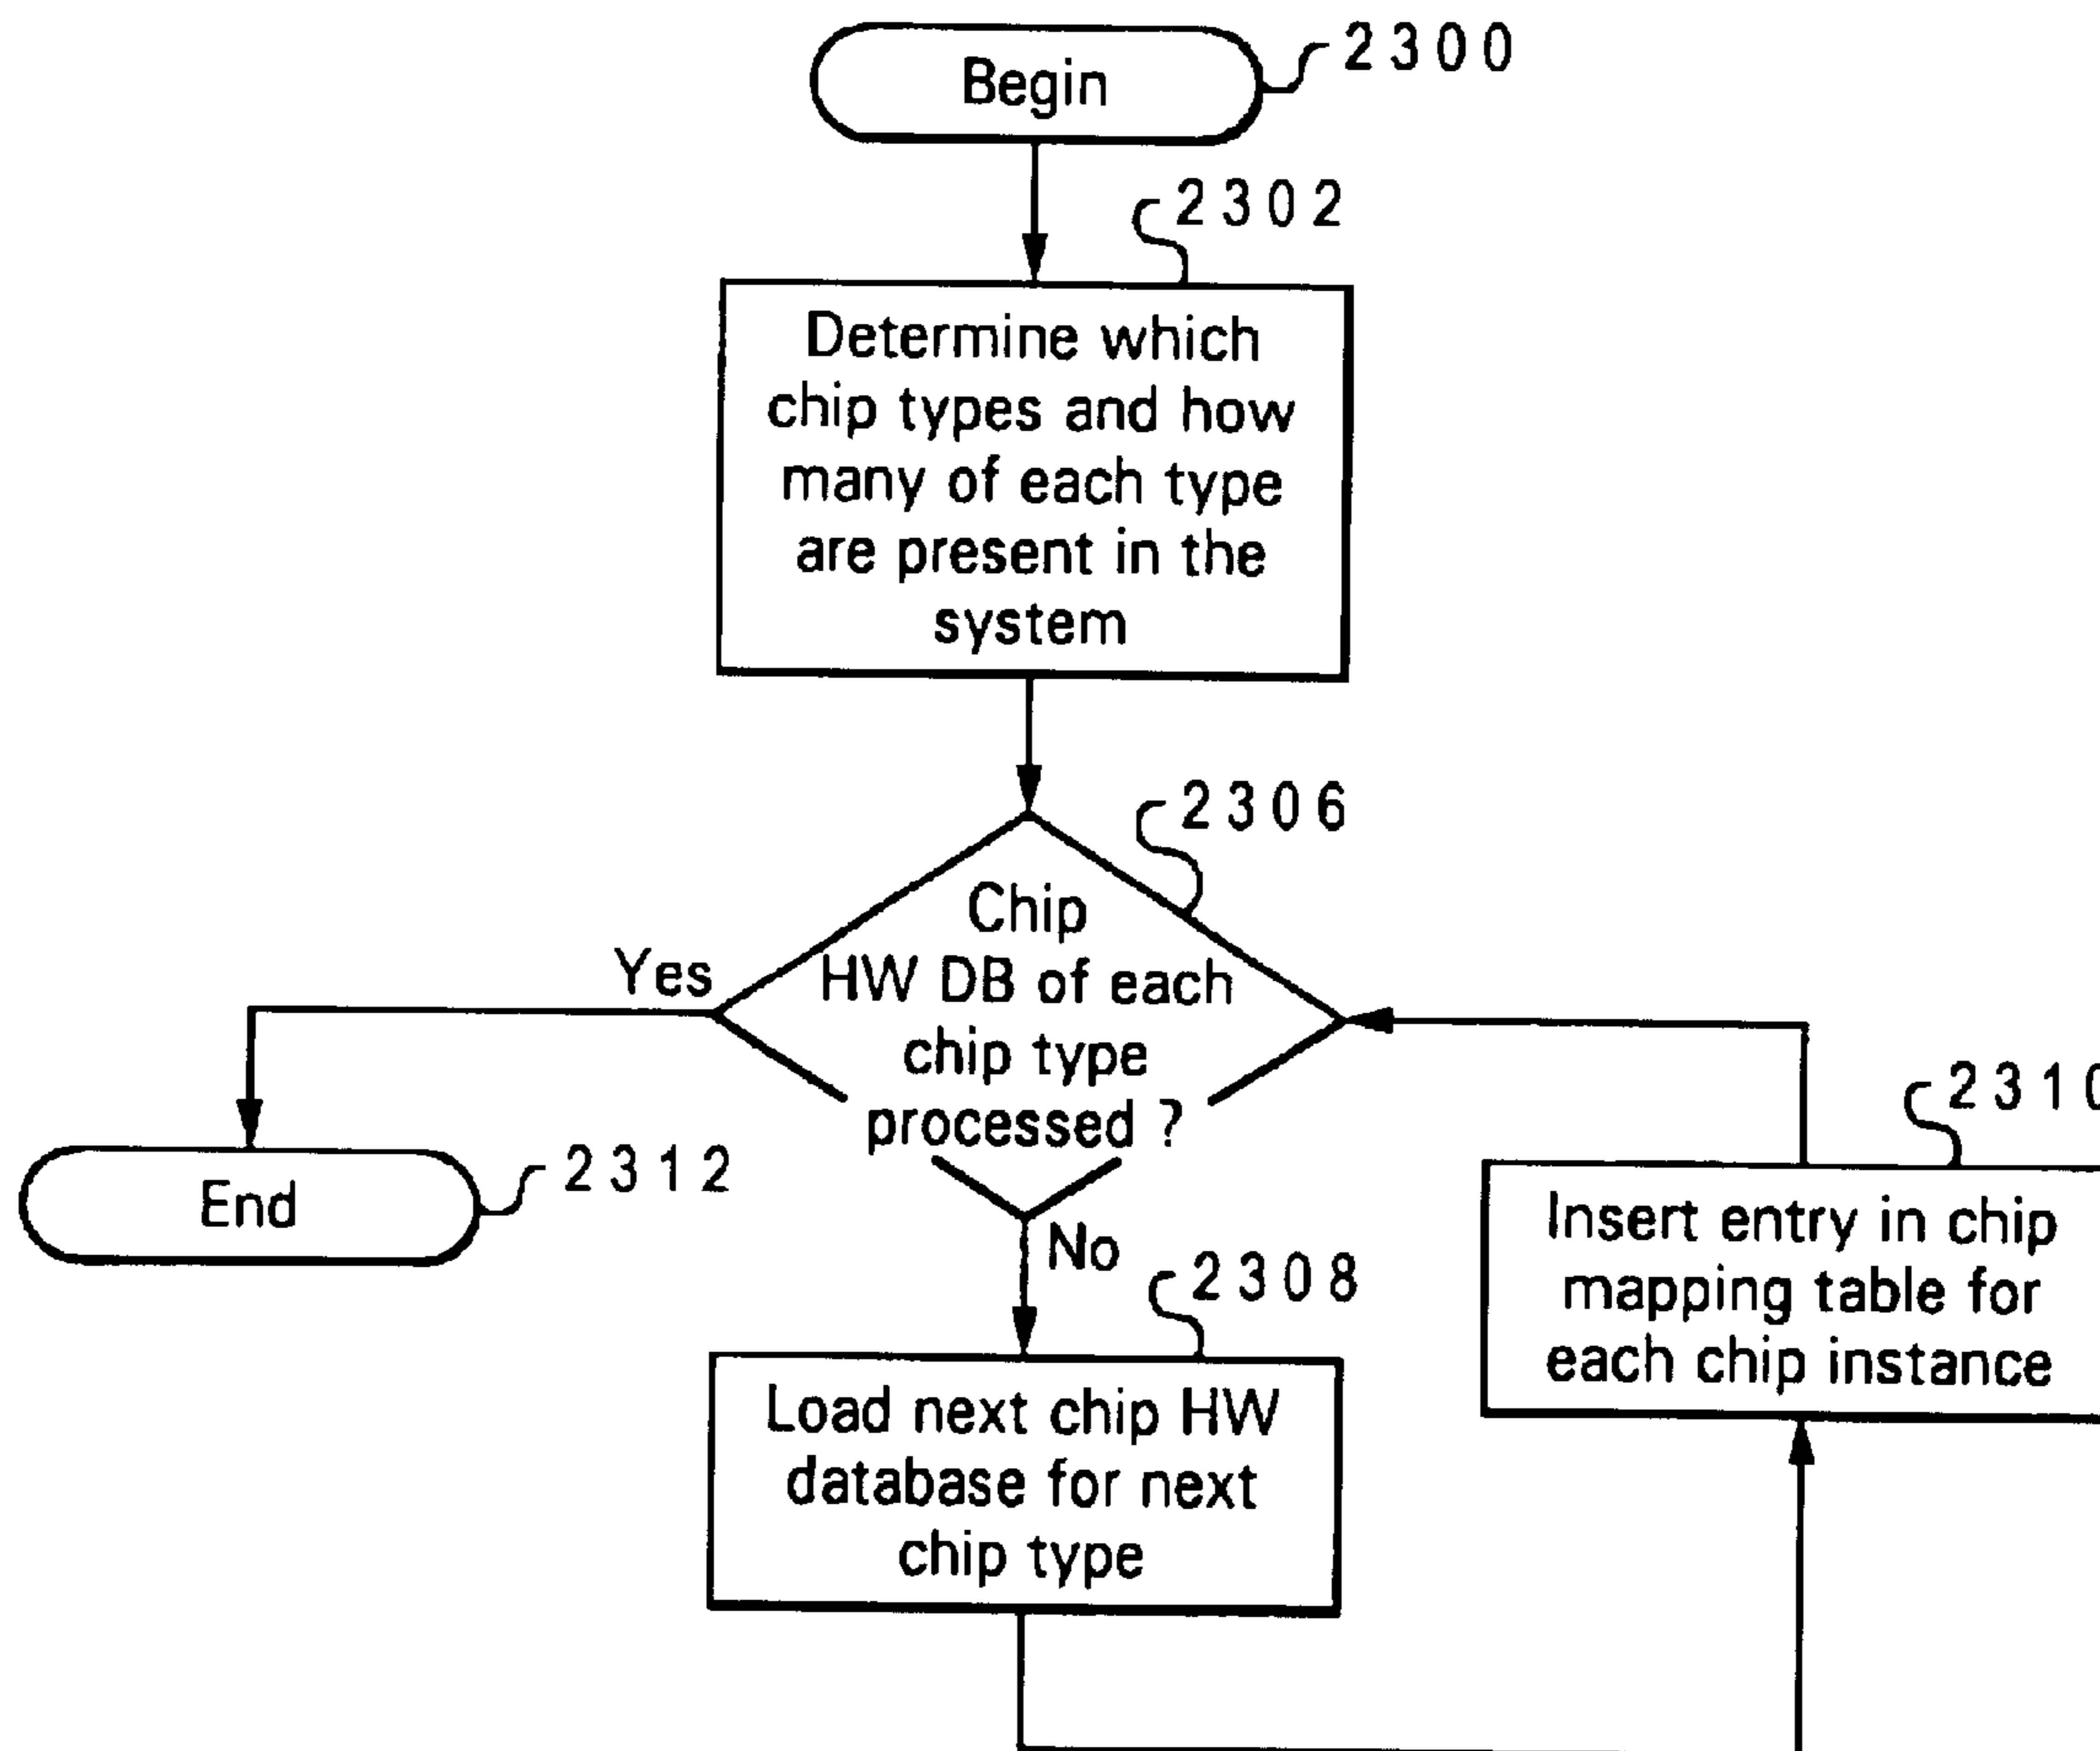 Begin
2300
2302
Determine which
chip types and how
many of each type
are present in the
system
2306
Chip
HW DB of each
chip type
processed ?
Yes
No
End
2312
2308
Load next chip HW
database for next
chip type
2310
Insert entry in chip
mapping table for
each chip instance